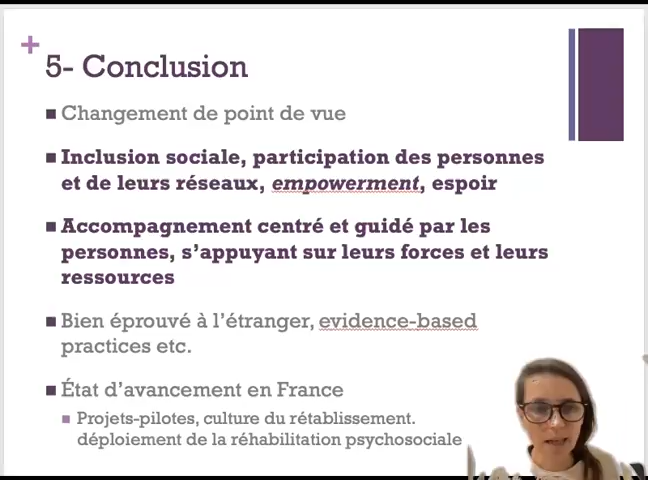 5- Conclusion
Changement de point de vue
Inclusion sociale, participation des personnes
et de leurs réseaux, empowerment, espoir
Accompagnement centré et guidé par les
personnes, s'appuyant sur leurs forces et leurs
ressources
Bien éprouvé à l'étranger, evidence-based
practices etc.
État d'avancement en France
Projets-pilotes, culture du rétablissement.
déploiement de la réhabilitation psychosociale